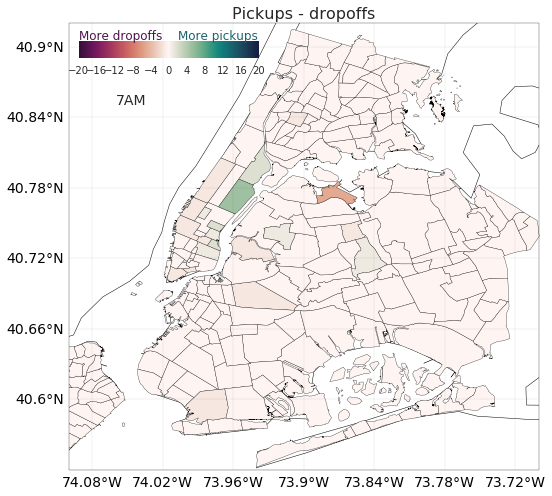 Pickups - dropoffs
40.9°N
More dropoffs More pickups
−20 −16 −12 −8 −4 0 4 8 12 16 20
7AM
40.84°N
40.78°N
40.72°N
40.66°N
40.6°N
74.08°W 74.02°W 73.96°W 73.9°W 73.84°W 73.78°W 73.72°W